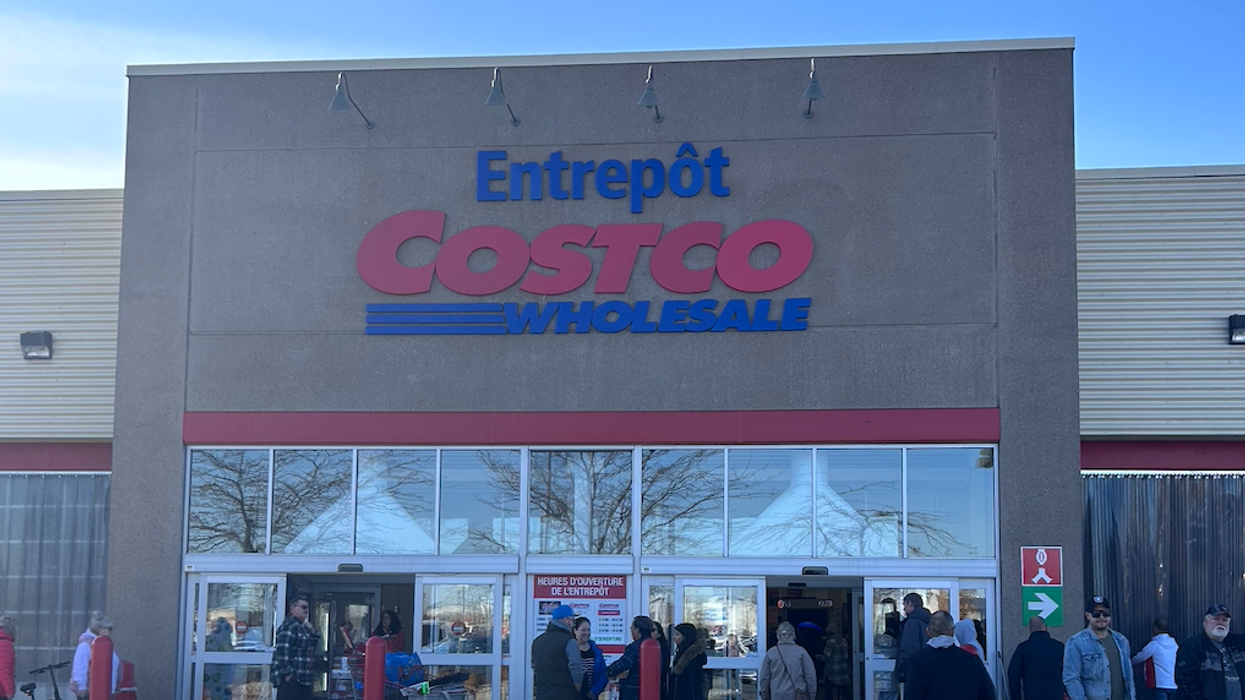 Entrepôt
COSTCO
WHOLESALE
HEURES D'OUVERTURE
DE L'ENTREPÔT